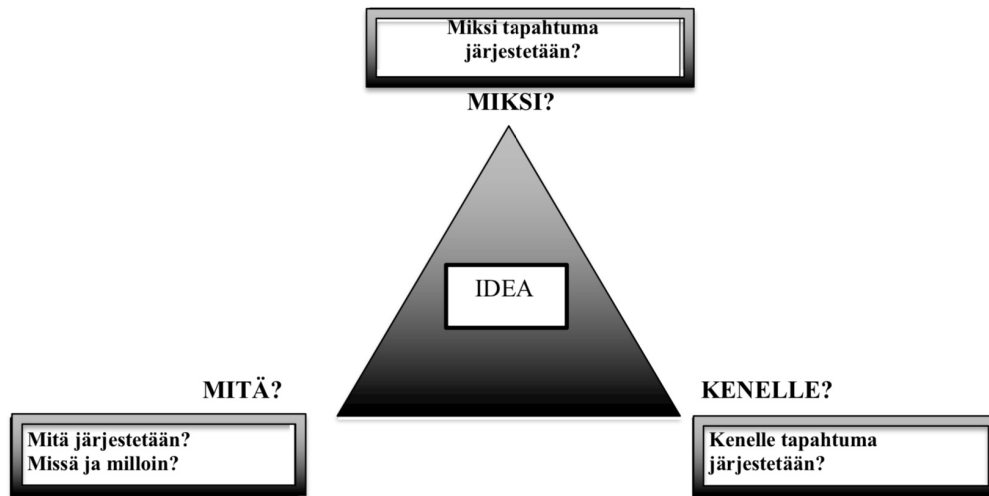 Miksi tapahtuma
järjestetään?
MIKSI?
IDEA
MITÄ?
KENELLE?
Mitä järjestetään?
Missä ja milloin?
Kenelle tapahtuma
järjestetään?